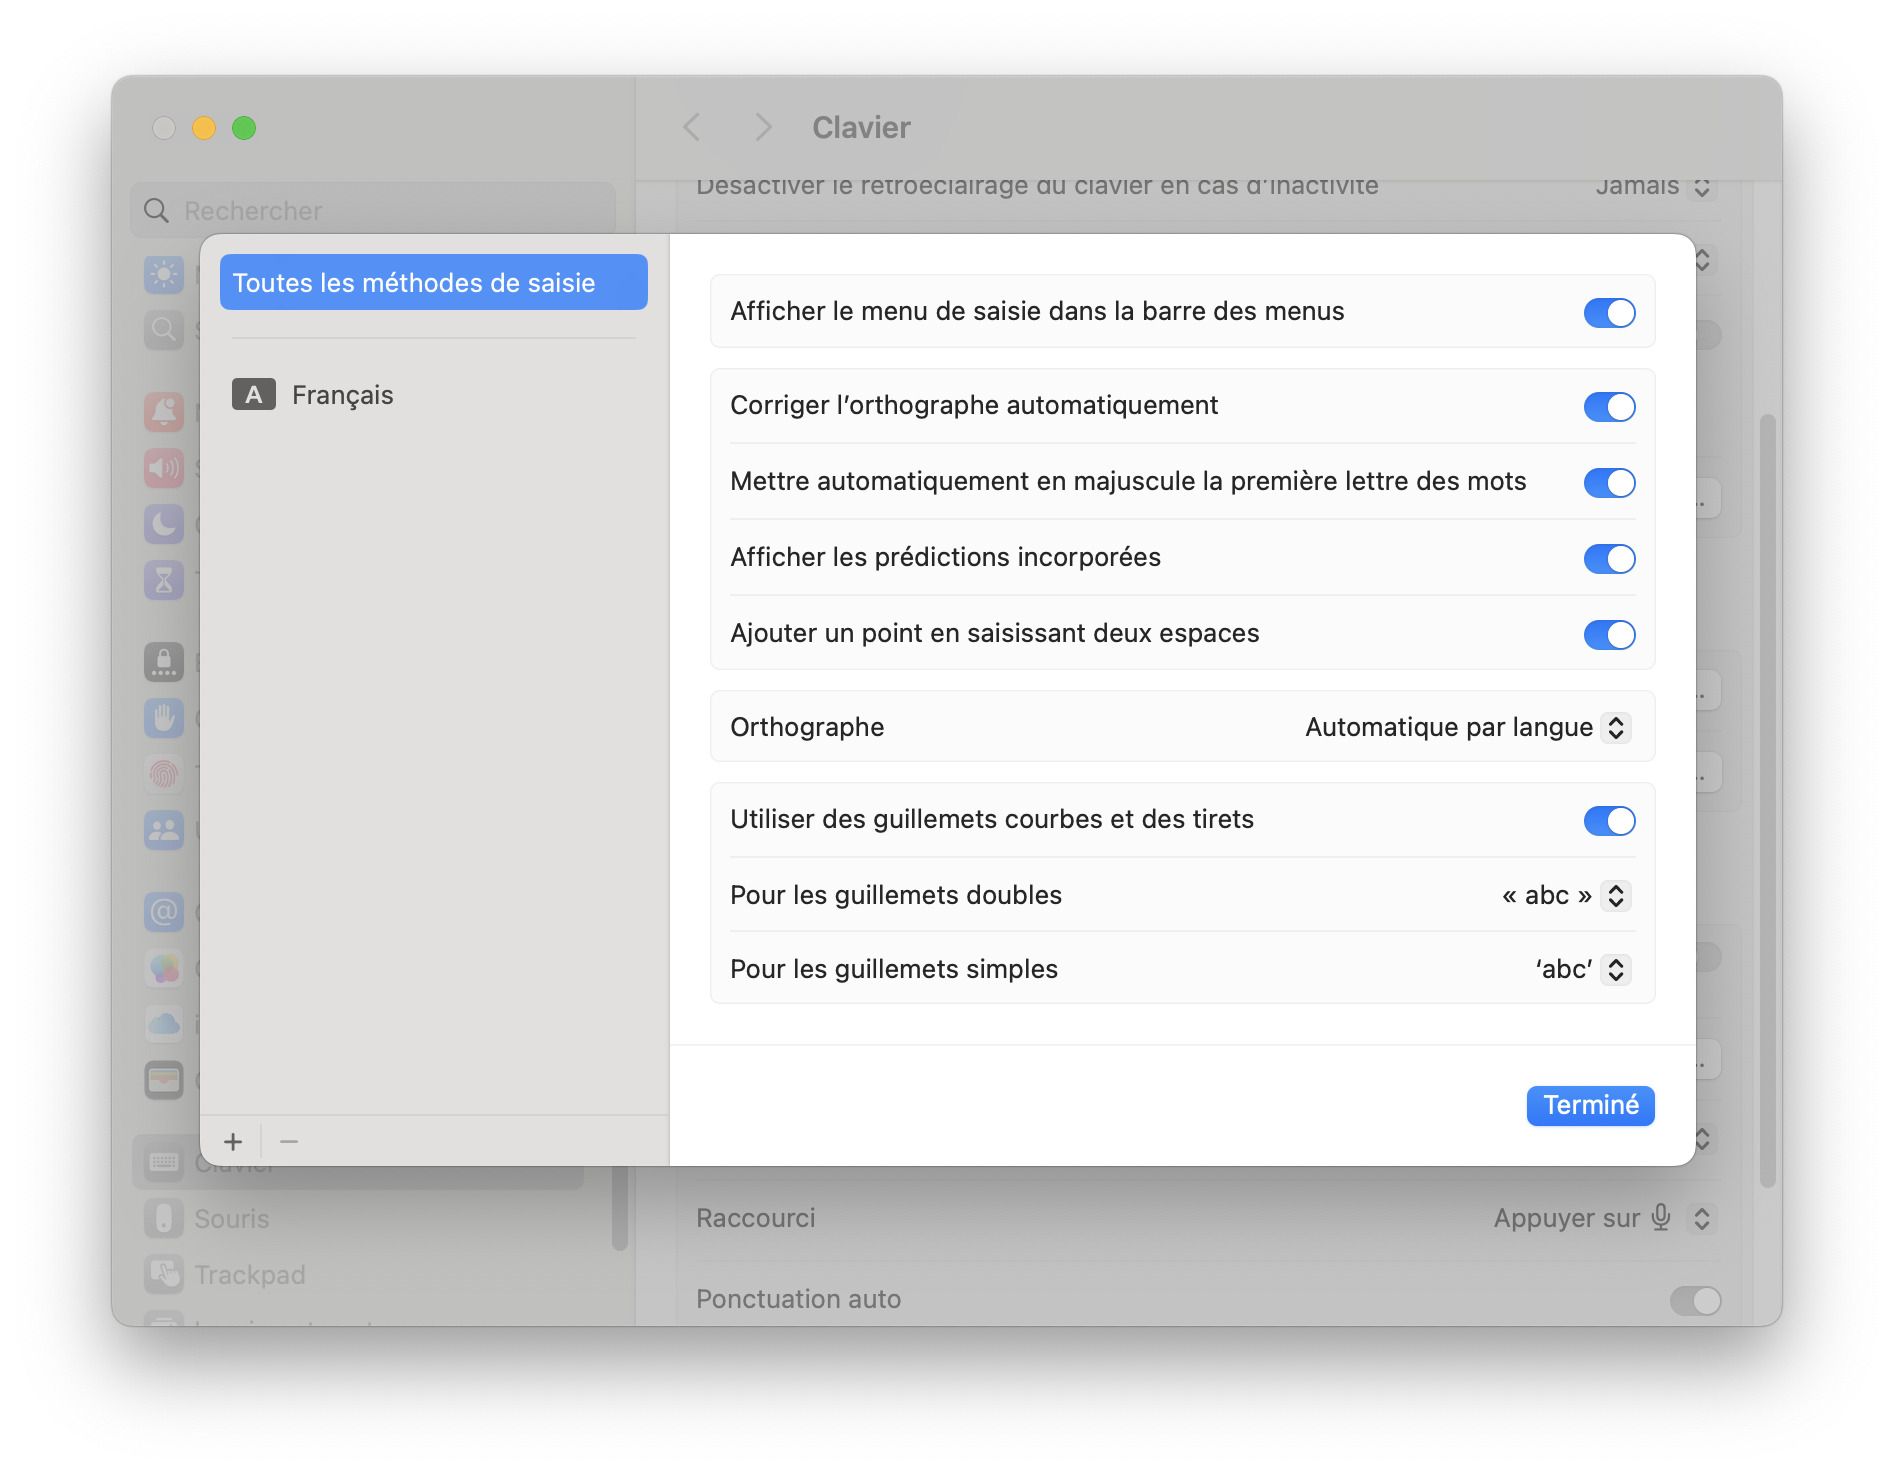 Clavier
Rechercher
Désactiver le rétroéclairage du clavier en cas d'inactivité
Jamais
Toutes les méthodes de saisie
A Français
Afficher le menu de saisie dans la barre des menus
Corriger l’orthographe automatiquement
Mettre automatiquement en majuscule la première lettre des mots
Afficher les prédictions incorporées
Ajouter un point en saisissant deux espaces
Orthographe
Automatique par langue
Utiliser des guillemets courbes et des tirets
Pour les guillemets doubles
« abc »
Pour les guillemets simples
‘abc’
Terminé
+ −
Clavier
Souris
Trackpad
Raccourci
Appuyer sur
Ponctuation auto